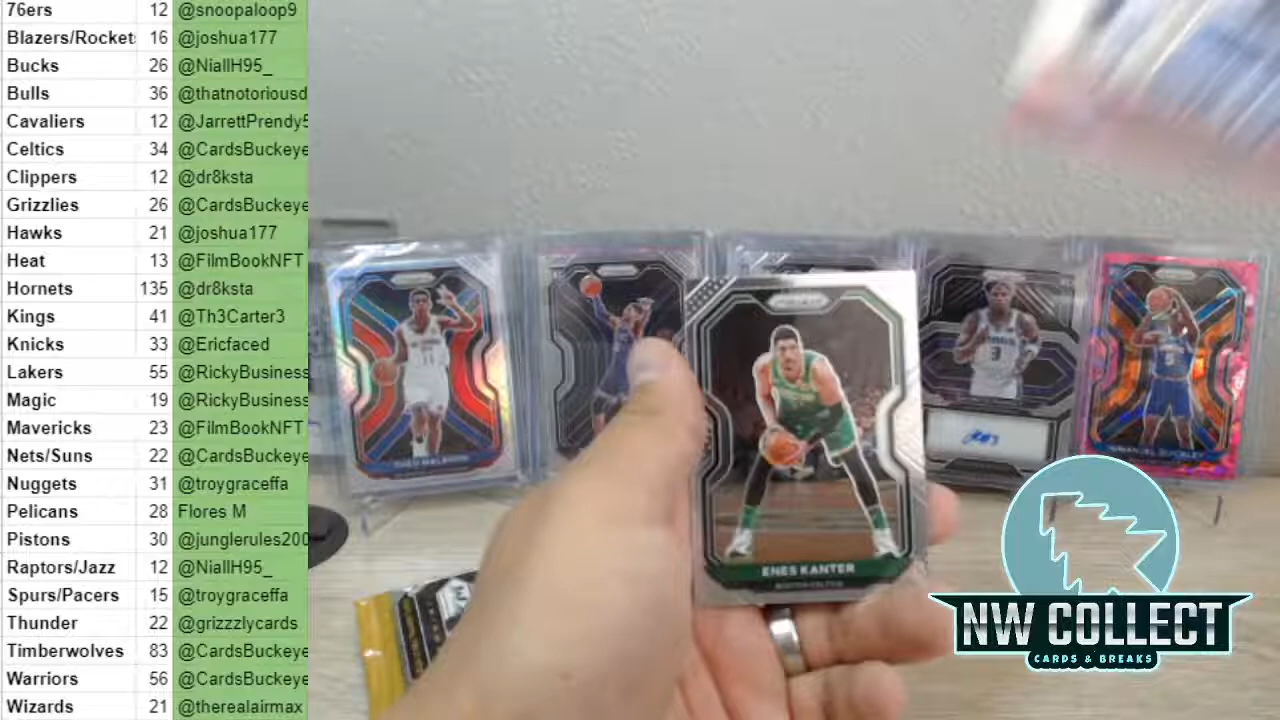 76ers 12 @snoopaloop9
Blazers/Rocket 16 @joshua177
Bucks 26 @NiallH95_
Bulls 36 @thatnotoriousd
Cavaliers 12 @JarrettPrendy5
Celtics 34 @CardsBuckeye
Clippers 12 @dr8ksta
Grizzlies 26 @CardsBuckeye
Hawks 21 @joshua177
Heat 13 @FilmBookNFT
Hornets 135 @dr8ksta
Kings 41 @Th3Carter3
Knicks 33 @Ericfaced
Lakers 55 @RickyBusiness
Magic 19 @RickyBusiness
Mavericks 23 @FilmBookNFT
Nets/Suns 22 @CardsBuckeye
Nuggets 31 @troygraceffa
Pelicans 28 Flores M
Pistons 30 @junglerules200
Raptors/Jazz 12 @NiallH95_
Spurs/Pacers 15 @troygraceffa
Thunder 22 @grizzzlycards
Timberwolves 83 @CardsBuckeye
Warriors 56 @CardsBuckeye
Wizards 21 @therealairmax
PRIZM
ENES KANTER
BOSTON CELTICS
NW COLLECT
CARDS & BREAKS